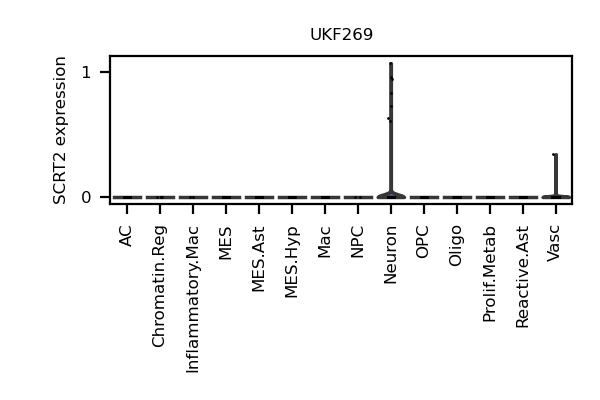 UKF269
SCRT2 expression
1
0
AC
Chromatin.Reg
Inflammatory.Mac
MES
MES.Ast
MES.Hyp
Mac
NPC
Neuron
OPC
Oligo
Prolif.Metab
Reactive.Ast
Vasc